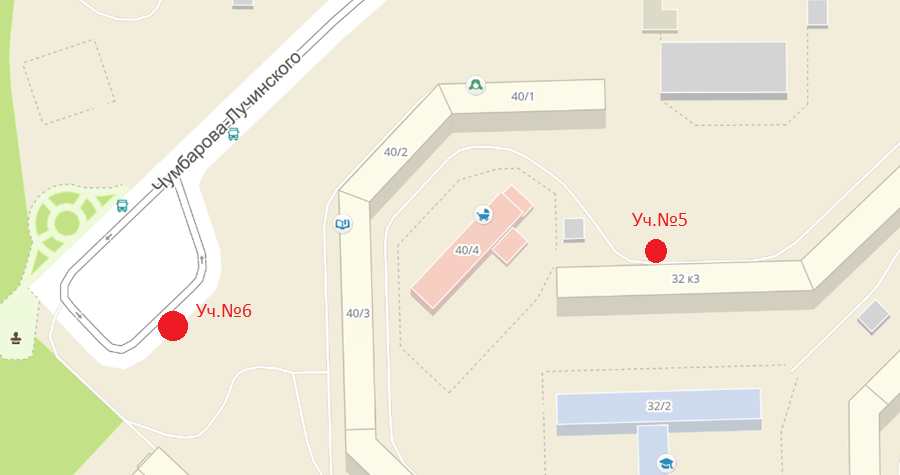 Чумбарова-Лучинского
40/1
40/2
Уч.№5
40/4
32 к3
Уч.№6
40/3
32/2